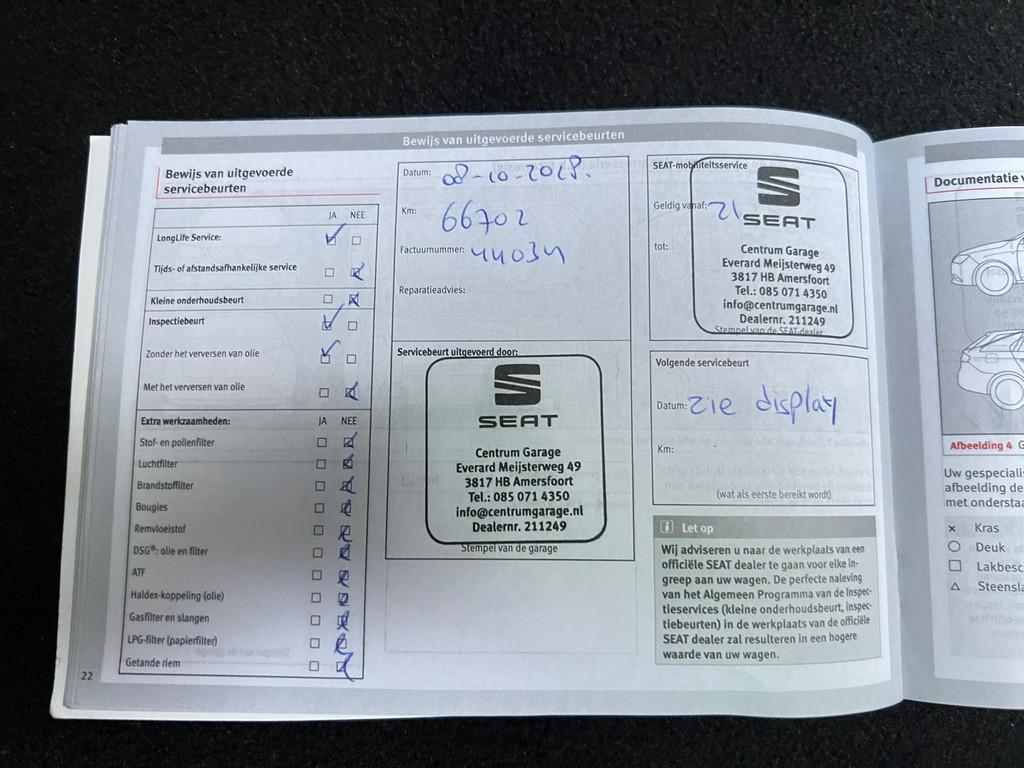 Bewijs van uitgevoerde servicebeurten
Bewijs van uitgevoerde
servicebeurten
JA NEE
LongLife Service:
Tijds- of afstandsafhankelijke service
Kleine onderhoudsbeurt
Inspectiebeurt
Zonder het verversen van olie
Met het verversen van olie
Extra werkzaamheden: JA NEE
Stof- en pollenfilter
Luchtfilter
Brandstoffilter
Bougies
Remvloeistof
DSG®: olie en filter
ATF
Haldex-koppeling (olie)
Gasfilter en slangen
LPG-filter (papierfilter)
Getande riem
22
Datum: 08-10-2018.
Km: 66702
Factuurnummer: 44034
Reparatieadvies:
Servicebeurt uitgevoerd door:
SEAT
Centrum Garage
Everard Meijsterweg 49
3817 HB Amersfoort
Tel.: 085 071 4350
info@centrumgarage.nl
Dealernr. 211249
Stempel van de garage
SEAT-mobiliteitsservice
Geldig vanaf:
tot:
SEAT
Centrum Garage
Everard Meijsterweg 49
3817 HB Amersfoort
Tel.: 085 071 4350
info@centrumgarage.nl
Dealernr. 211249
Stempel van de SEAT-dealer
Volgende servicebeurt
Datum: zie display
Km:
(wat als eerste bereikt wordt)
i Let op
Wij adviseren u naar de werkplaats van een
officiële SEAT dealer te gaan voor elke in-
greep aan uw wagen. De perfecte naleving
van het Algemeen Programma van de Inspec-
tieservices (kleine onderhoudsbeurt, inspec-
tiebeurten) in de werkplaats van de officiële
SEAT dealer zal resulteren in een hogere
waarde van uw wagen.
Documentatie
Afbeelding 4
Uw gespeciali
afbeelding de
met onderstaa
× Kras
○ Deuk
□ Lakbesc
△ Steensla